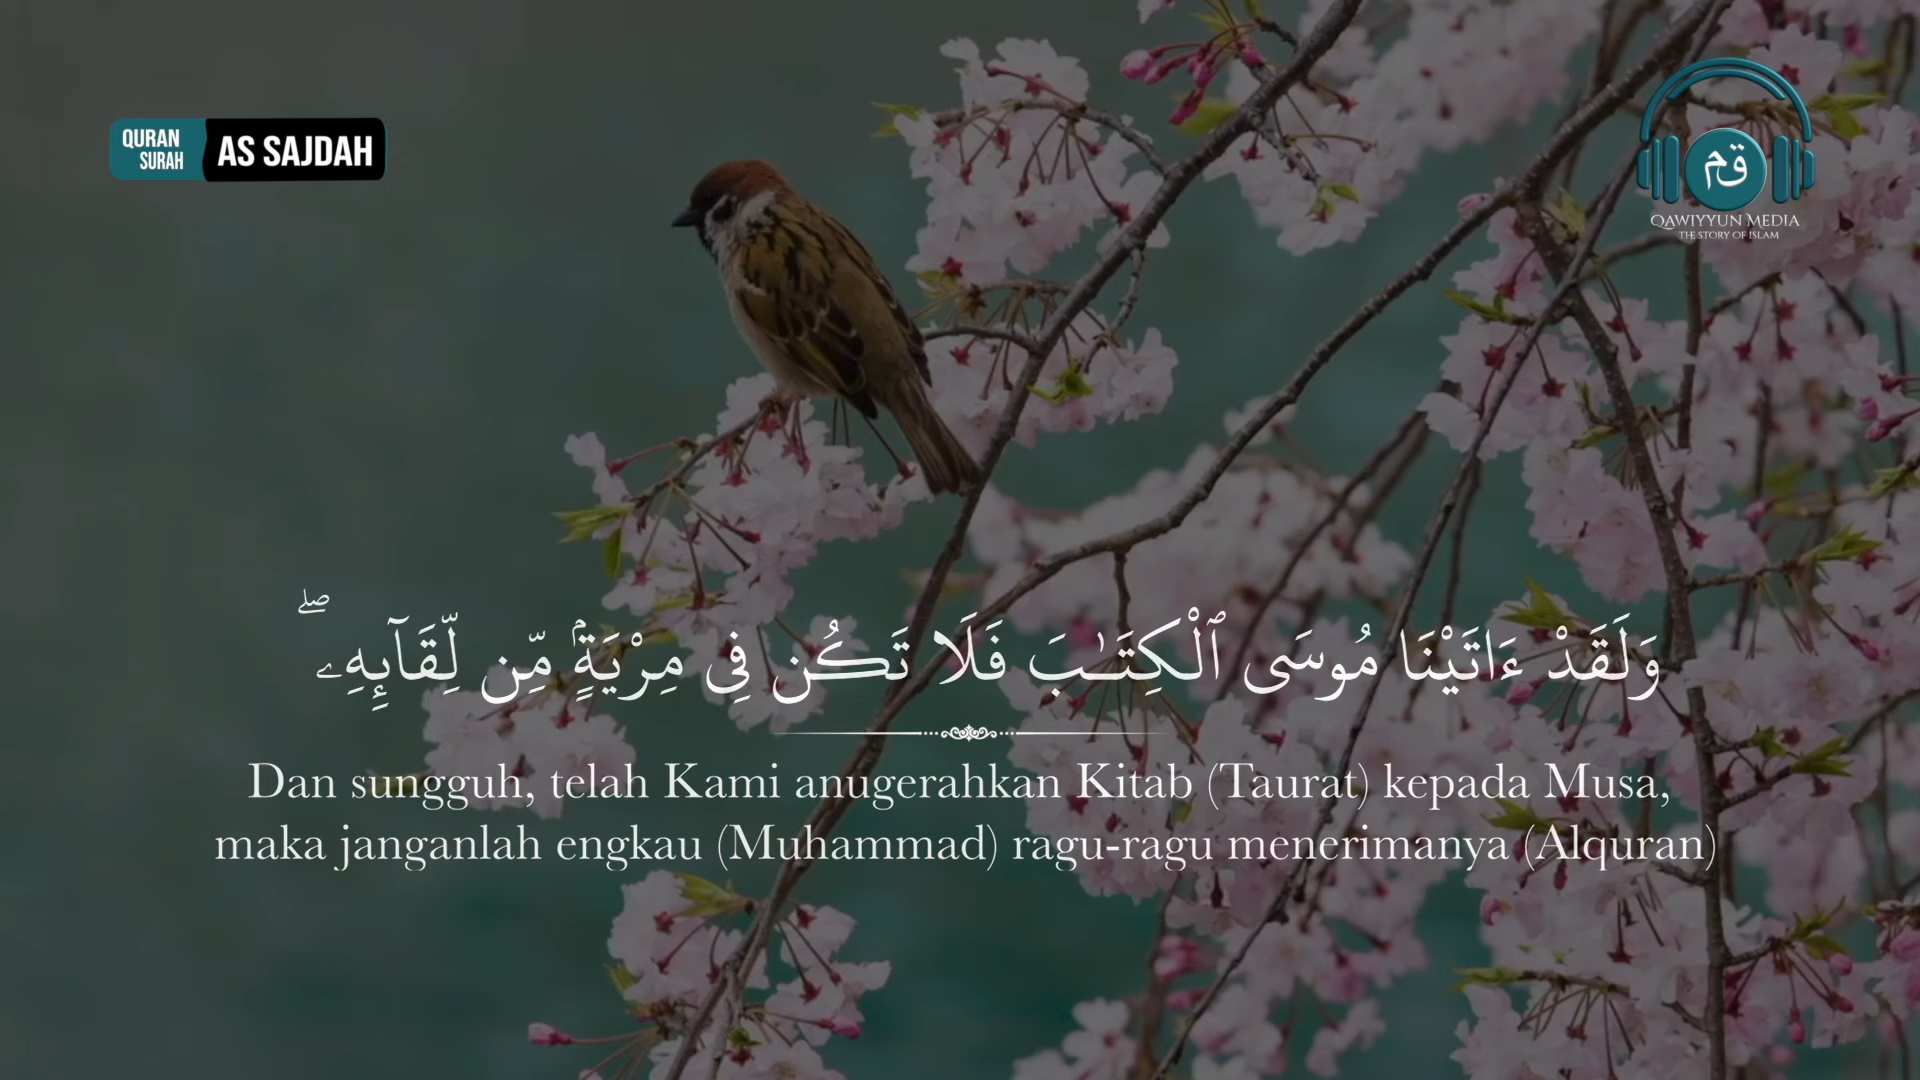 QURAN
SURAH
AS SAJDAH
قم
QAWIYYUN MEDIA
THE STORY OF ISLAM
وَلَقَدْ ءَاتَيْنَا مُوسَى ٱلْكِتَـٰبَ فَلَا تَكُن فِى مِرْيَةٍۢ مِّن لِّقَآئِهِۦ ۖ
Dan sungguh, telah Kami anugerahkan Kitab (Taurat) kepada Musa,
maka janganlah engkau (Muhammad) ragu-ragu menerimanya (Alquran)